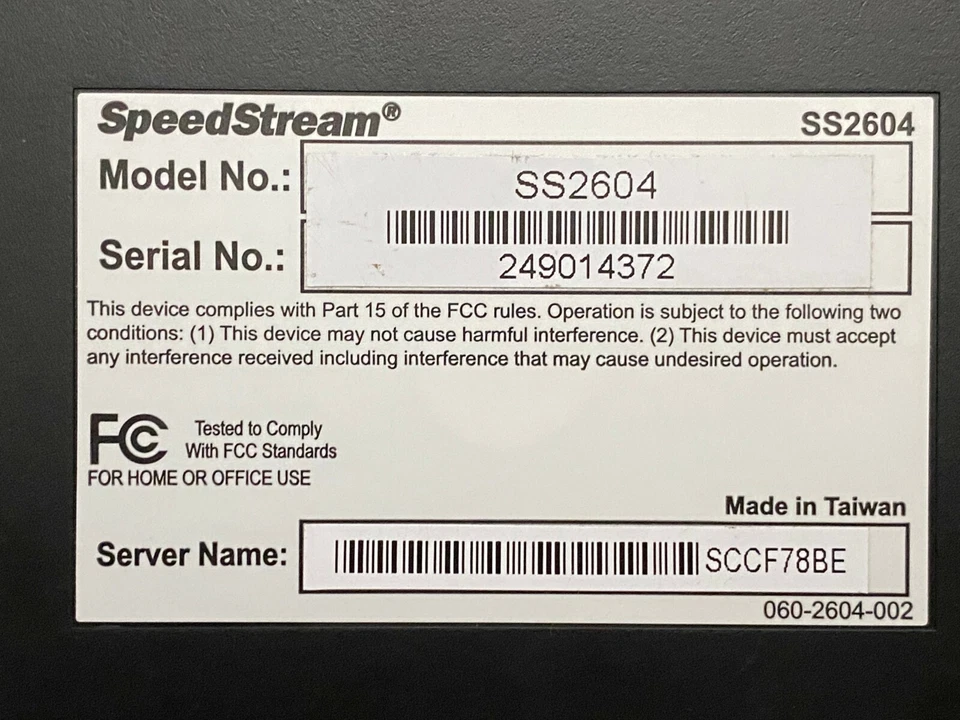 SpeedStream® SS2604
Model No.: SS2604
Serial No.: 249014372
This device complies with Part 15 of the FCC rules. Operation is subject to the following two
conditions: (1) This device may not cause harmful interference. (2) This device must accept
any interference received including interference that may cause undesired operation.
FC Tested to Comply
With FCC Standards
FOR HOME OR OFFICE USE
Made in Taiwan
Server Name: SCCF78BE
060-2604-002